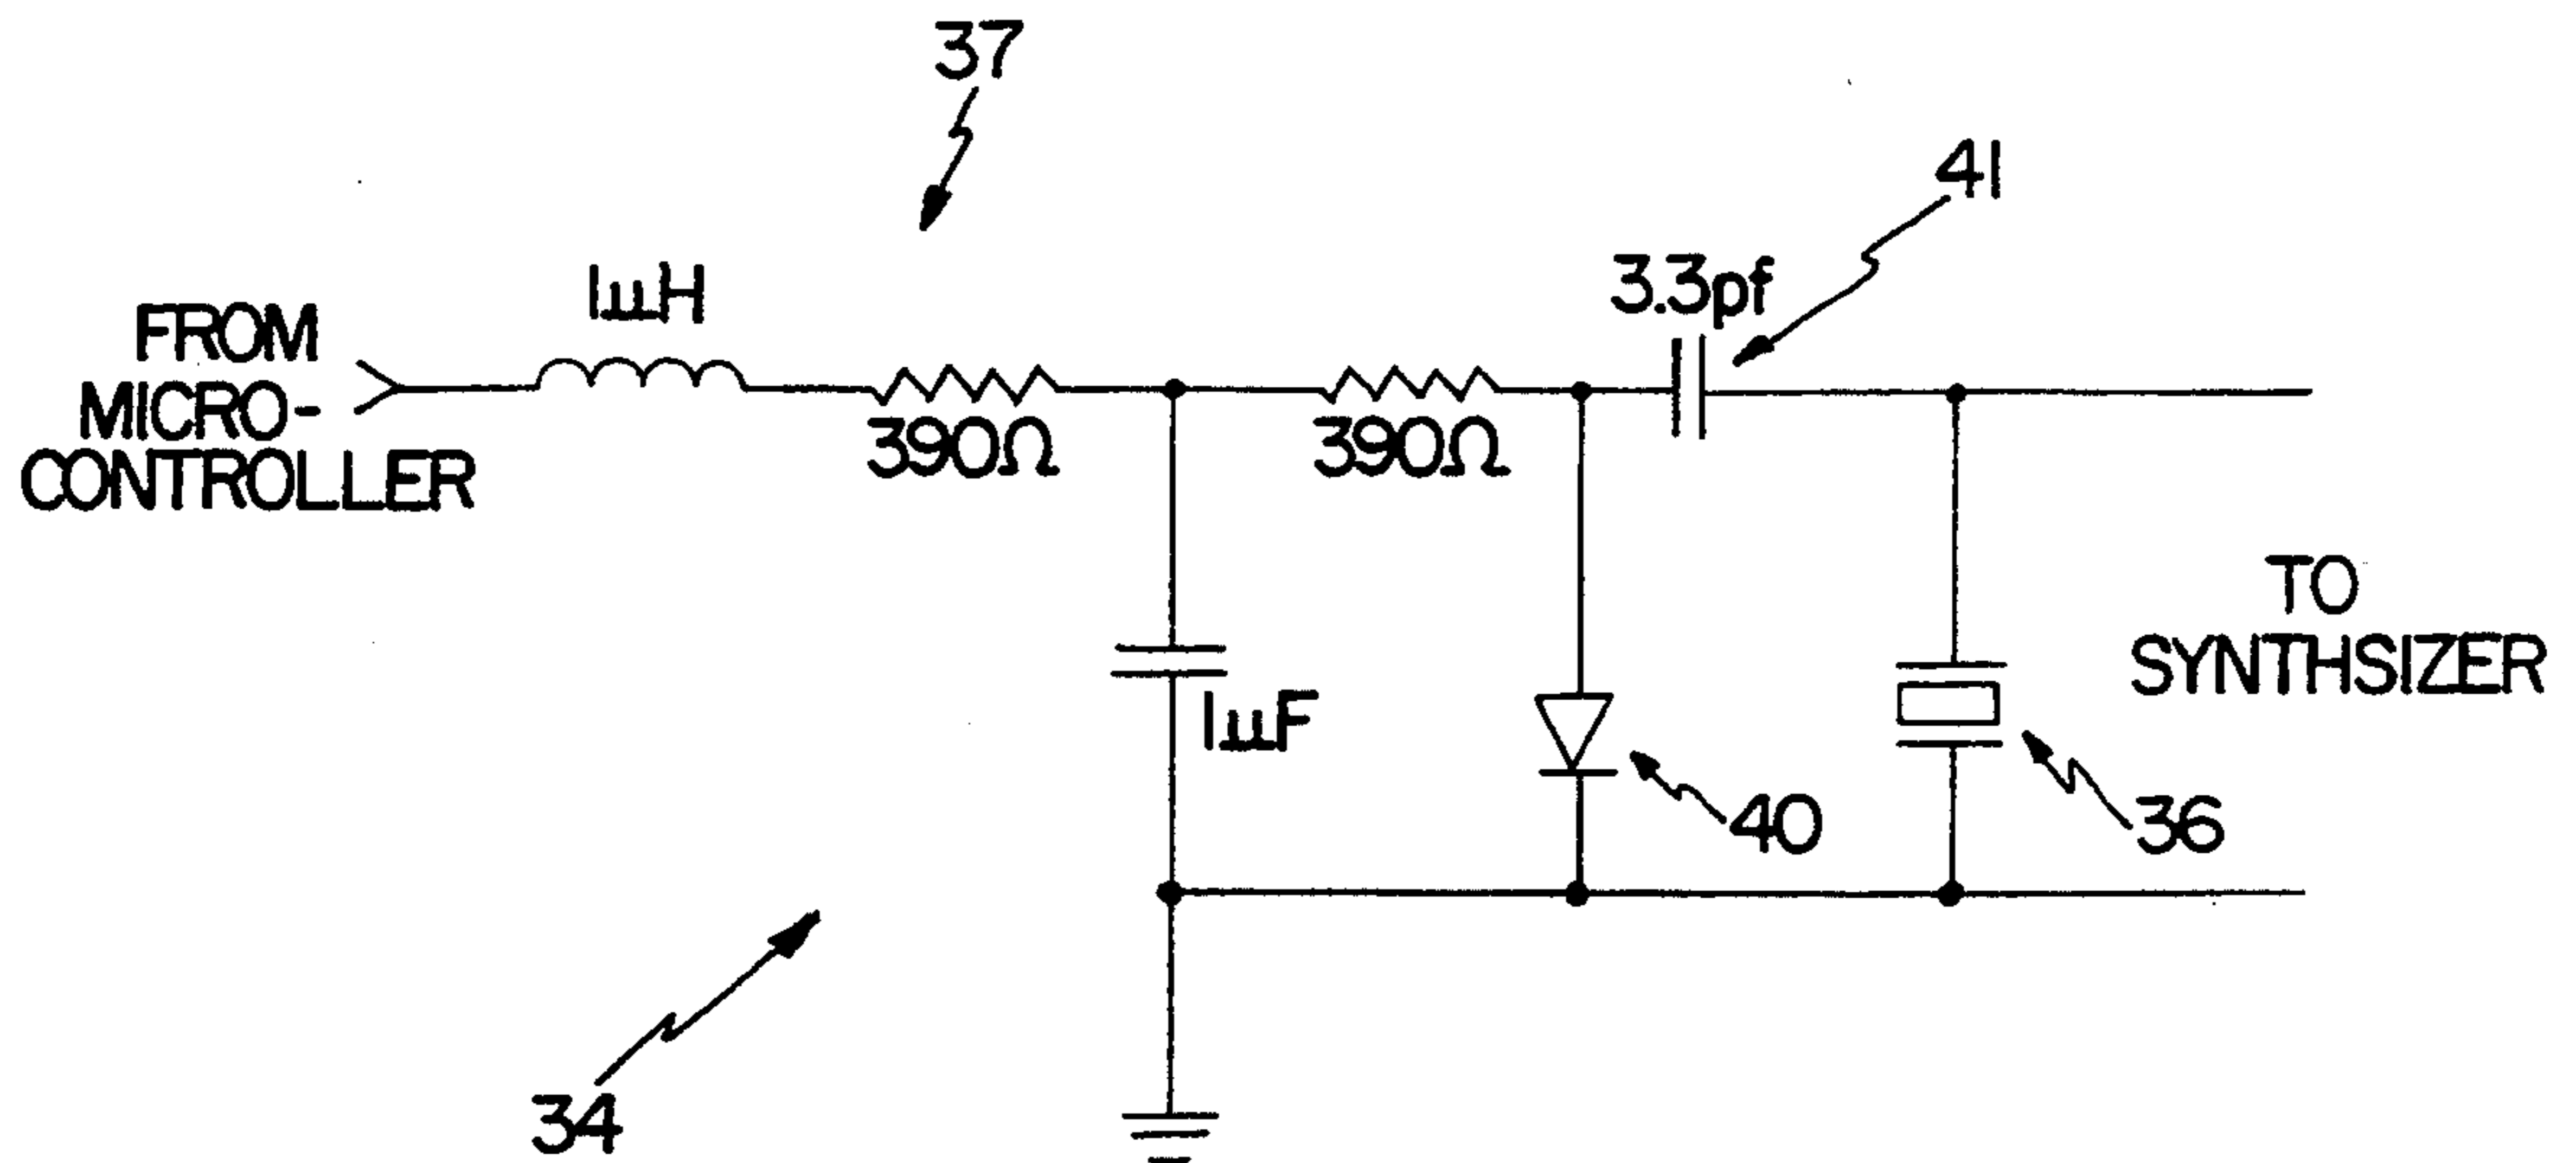 37
41
3.3pf
1µH
FROM
MICRO-
CONTROLLER
390Ω
390Ω
TO
SYNTHSIZER
1µF
40
36
34